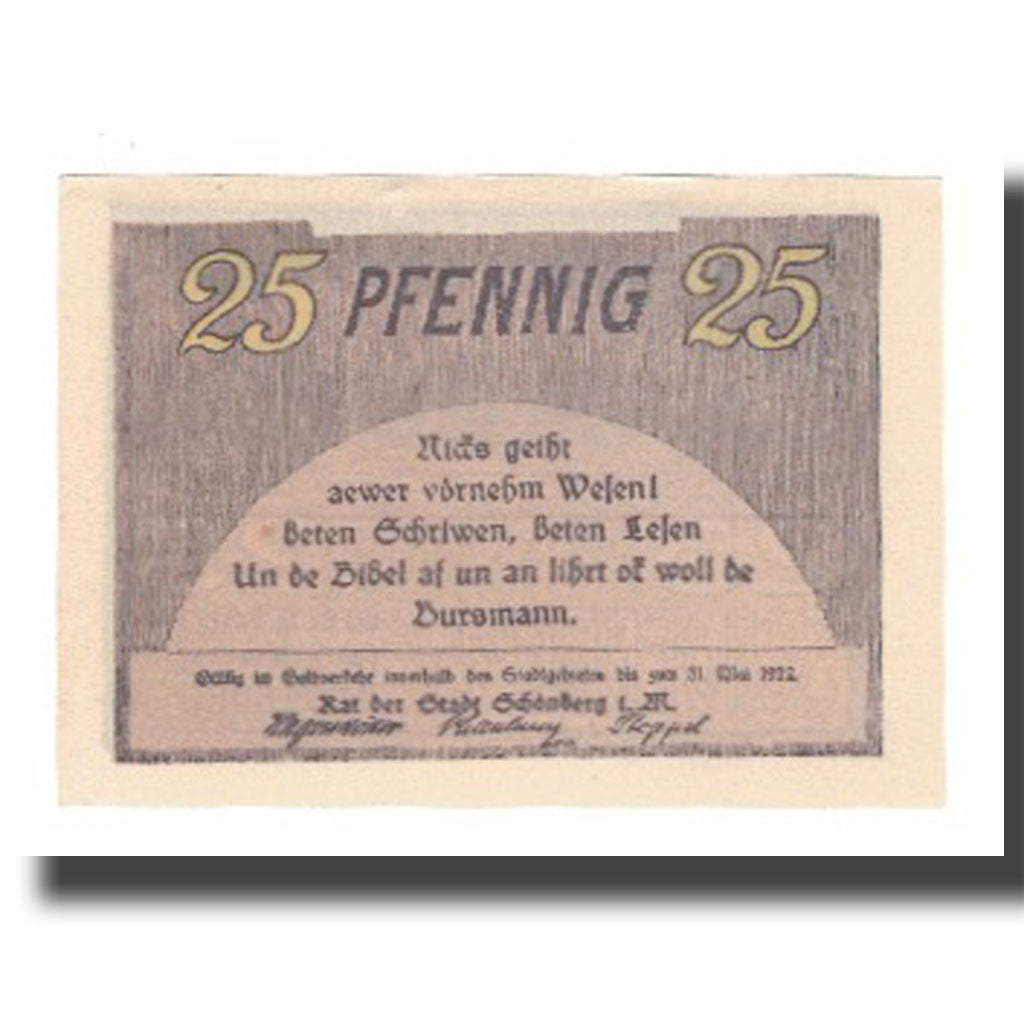 25 PFENNIG 25
Nicks geiht
aewer vörnehm Wesen!
beten Schriwen, beten Lesen
Un de Bibel af un an lihrt ok woll de
Bursmann.
Gültig im Geldverkehr innerhalb des Stadtgebietes bis zum 31. Mai 1922.
Rat der Stadt Schönberg i. M.